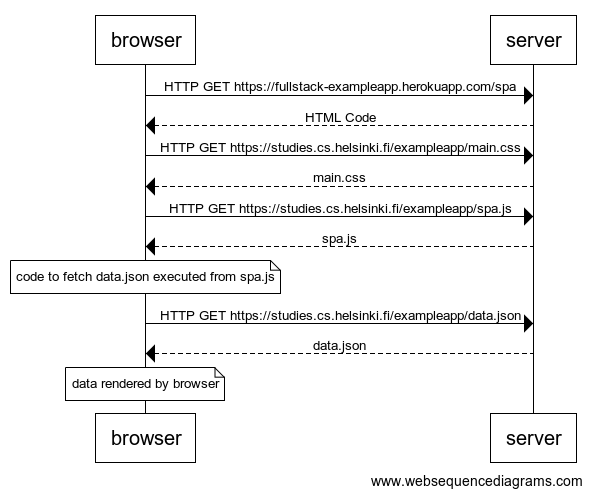 browser server
HTTP GET https://fullstack-exampleapp.herokuapp.com/spa
HTML Code
HTTP GET https://studies.cs.helsinki.fi/exampleapp/main.css
main.css
HTTP GET https://studies.cs.helsinki.fi/exampleapp/spa.js
spa.js
code to fetch data.json executed from spa.js
HTTP GET https://studies.cs.helsinki.fi/exampleapp/data.json
data.json
data rendered by browser
browser server
www.websequencediagrams.com